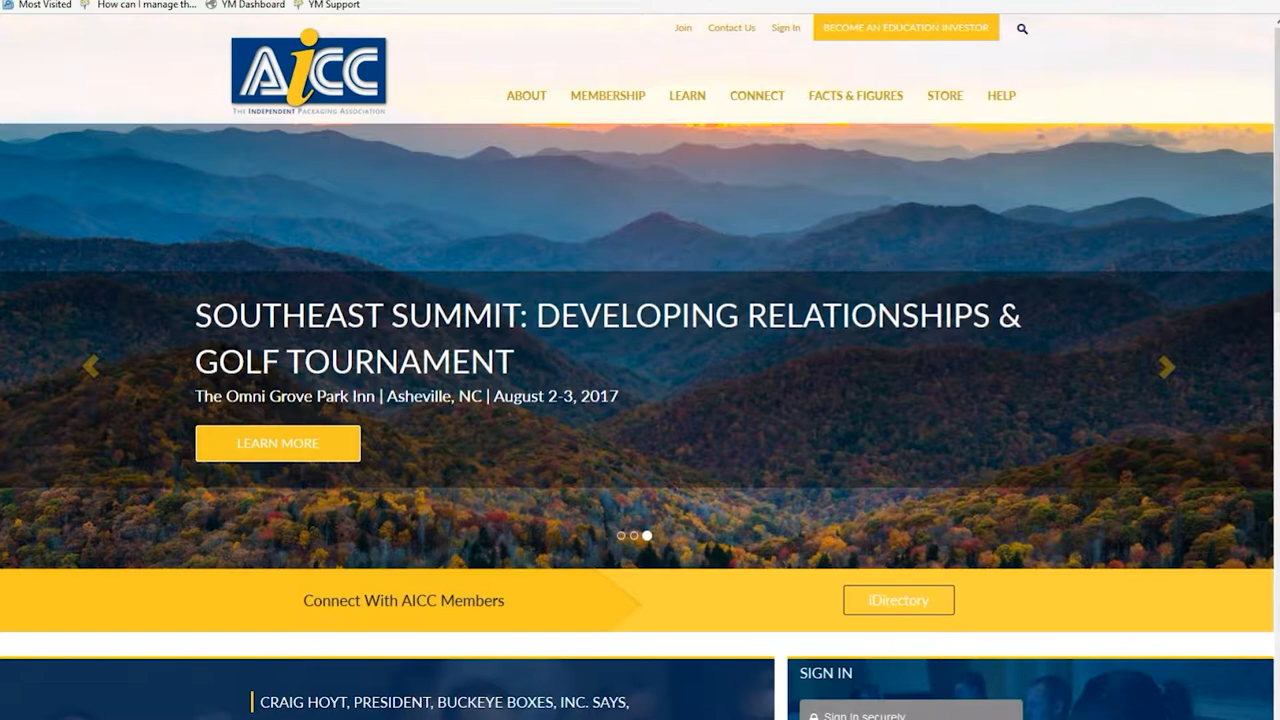 Most Visited How can I manage th... YM Dashboard YM Support
Join Contact Us Sign In BECOME AN EDUCATION INVESTOR
AiCC
THE INDEPENDENT PACKAGING ASSOCIATION
ABOUT MEMBERSHIP LEARN CONNECT FACTS & FIGURES STORE HELP
SOUTHEAST SUMMIT: DEVELOPING RELATIONSHIPS &
GOLF TOURNAMENT
The Omni Grove Park Inn | Asheville, NC | August 2-3, 2017
LEARN MORE
Connect With AICC Members iDirectory
SIGN IN
CRAIG HOYT, PRESIDENT, BUCKEYE BOXES, INC. SAYS,
Sign in securely